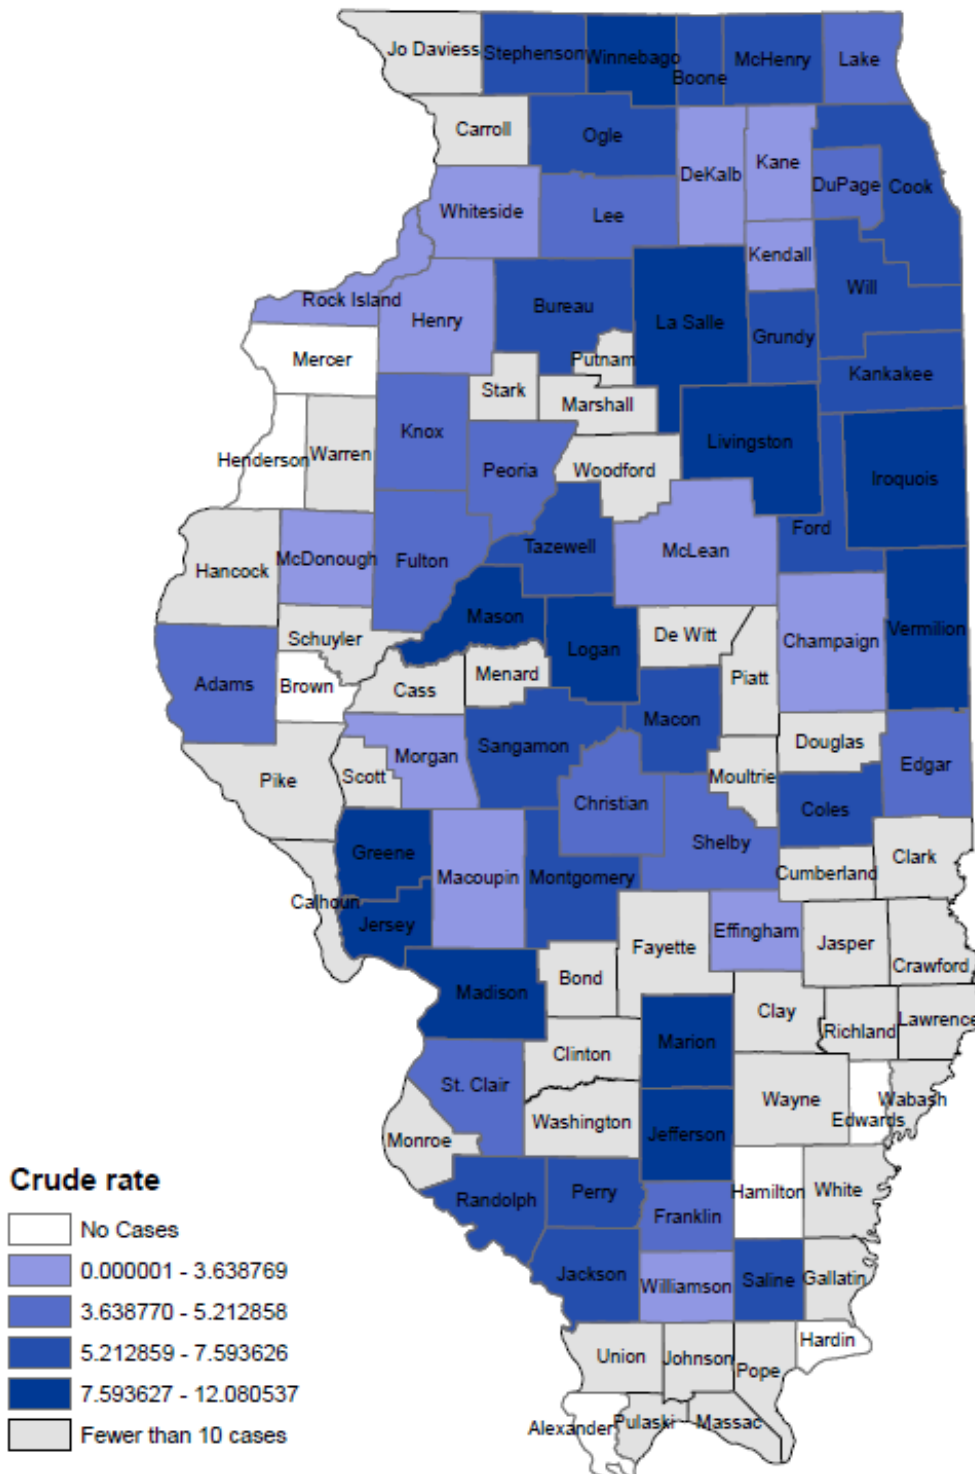 Jo Daviess
Stephenson
Winnebago
Boone
McHenry
Lake
Carroll
Ogle
DeKalb
Kane
DuPage
Cook
Whiteside
Lee
Kendall
Rock Island
Henry
Bureau
La Salle
Will
Grundy
Mercer
Putnam
Kankakee
Stark
Marshall
Knox
Henderson
Warren
Peoria
Woodford
Livingston
Iroquois
Hancock
McDonough
Fulton
Tazewell
McLean
Ford
Mason
Schuyler
Logan
De Witt
Champaign
Vermilion
Adams
Brown
Cass
Menard
Piatt
Macon
Morgan
Sangamon
Douglas
Pike
Scott
Christian
Moultrie
Edgar
Coles
Greene
Shelby
Macoupin
Montgomery
Cumberland
Clark
Calhoun
Jersey
Effingham
Fayette
Jasper
Crawford
Madison
Bond
Clay
Richland
Lawrence
Marion
Clinton
St. Clair
Wayne
Wabash
Edwards
Washington
Monroe
Jefferson
Randolph
Perry
Franklin
Hamilton
White
Jackson
Williamson
Saline
Gallatin
Hardin
Union
Johnson
Pope
Alexander
Pulaski
Massac
Crude rate
No Cases
0.000001 - 3.638769
3.638770 - 5.212858
5.212859 - 7.593626
7.593627 - 12.080537
Fewer than 10 cases